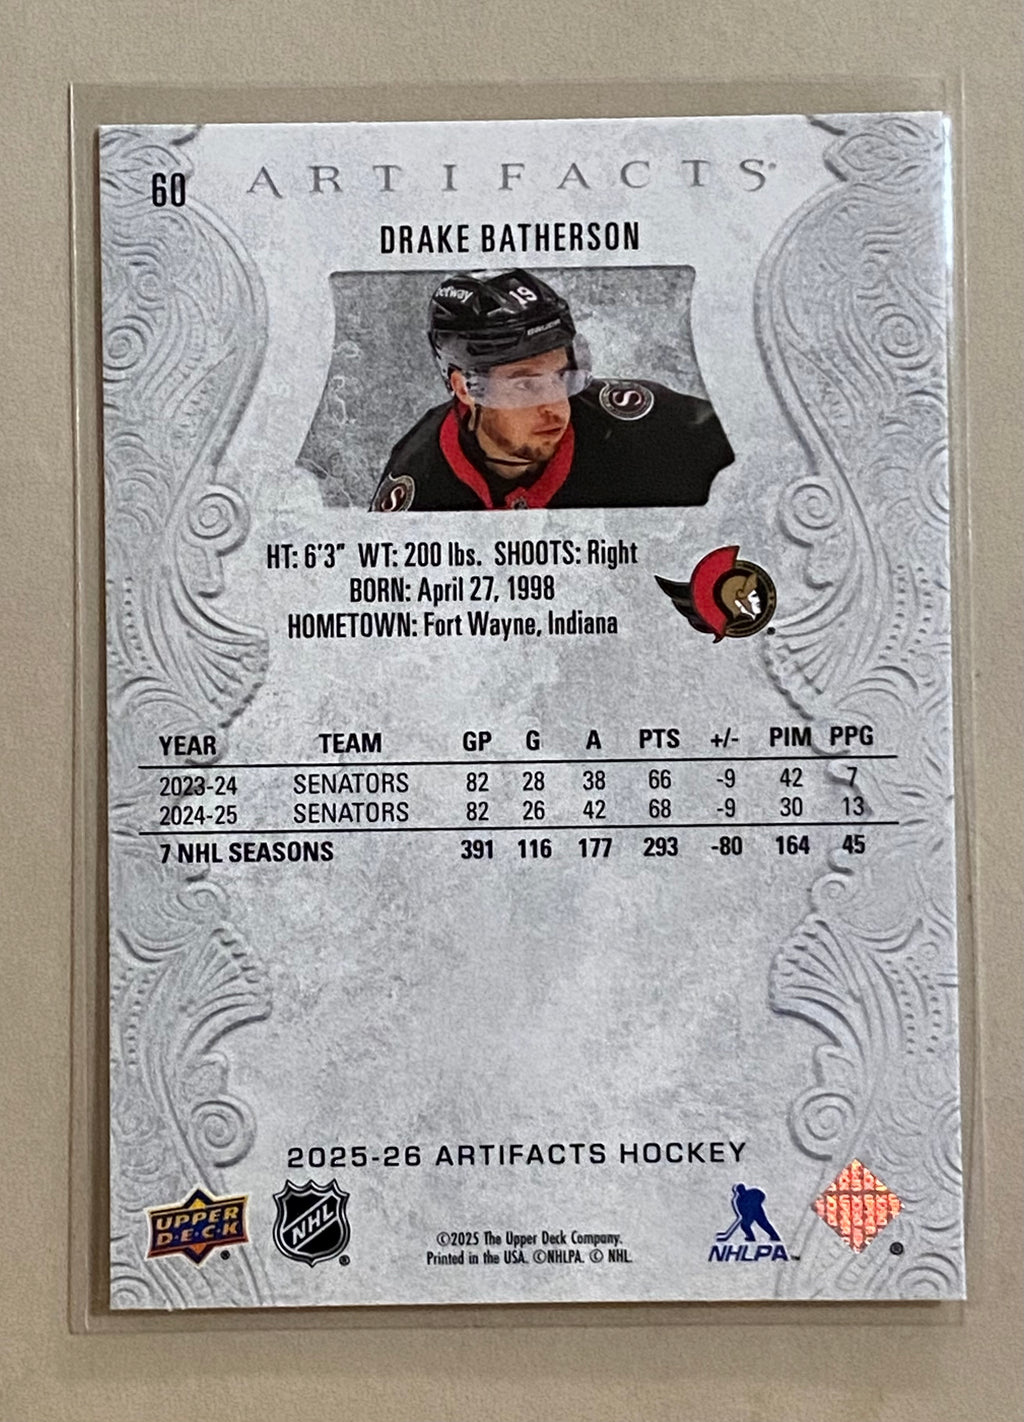 60
ARTIFACTS
DRAKE BATHERSON
betway
19
BAUER
HT: 6'3" WT: 200 lbs. SHOOTS: Right
BORN: April 27, 1998
HOMETOWN: Fort Wayne, Indiana
YEAR TEAM GP G A PTS +/- PIM PPG
2023-24 SENATORS 82 28 38 66 -9 42 7
2024-25 SENATORS 82 26 42 68 -9 30 13
7 NHL SEASONS 391 116 177 293 -80 164 45
2025-26 ARTIFACTS HOCKEY
UPPER
D·E·C·K
®
NHL
®
©2025 The Upper Deck Company.
Printed in the USA. ©NHLPA. © NHL.
NHLPA™
®